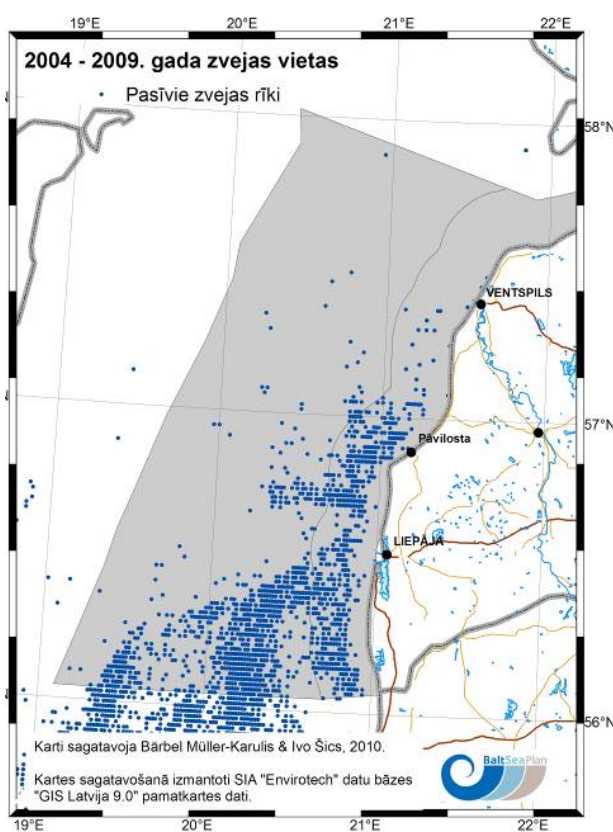 19°E 20°E 21°E 22°E
2004 - 2009. gada zvejas vietas
Pasīvie zvejas rīki
58°N
VENTSPILS
57°N
Pāvilosta
LIEPĀJA
56°N
Karti sagatavoja Bärbel Müller-Karulis & Ivo Šics, 2010.
Kartes sagatavošanā izmantoti SIA "Envirotech" datu bāzes
"GIS Latvija 9.0" pamatkartes dati.
BaltSeaPlan
19°E 20°E 21°E 22°E